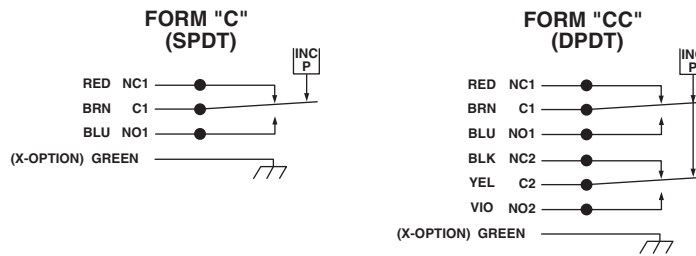 FORM "C"
(SPDT)
INC
P
RED NC1
BRN C1
BLU NO1
(X-OPTION) GREEN
FORM "CC"
(DPDT)
INC
P
RED NC1
BRN C1
BLU NO1
BLK NC2
YEL C2
VIO NO2
(X-OPTION) GREEN